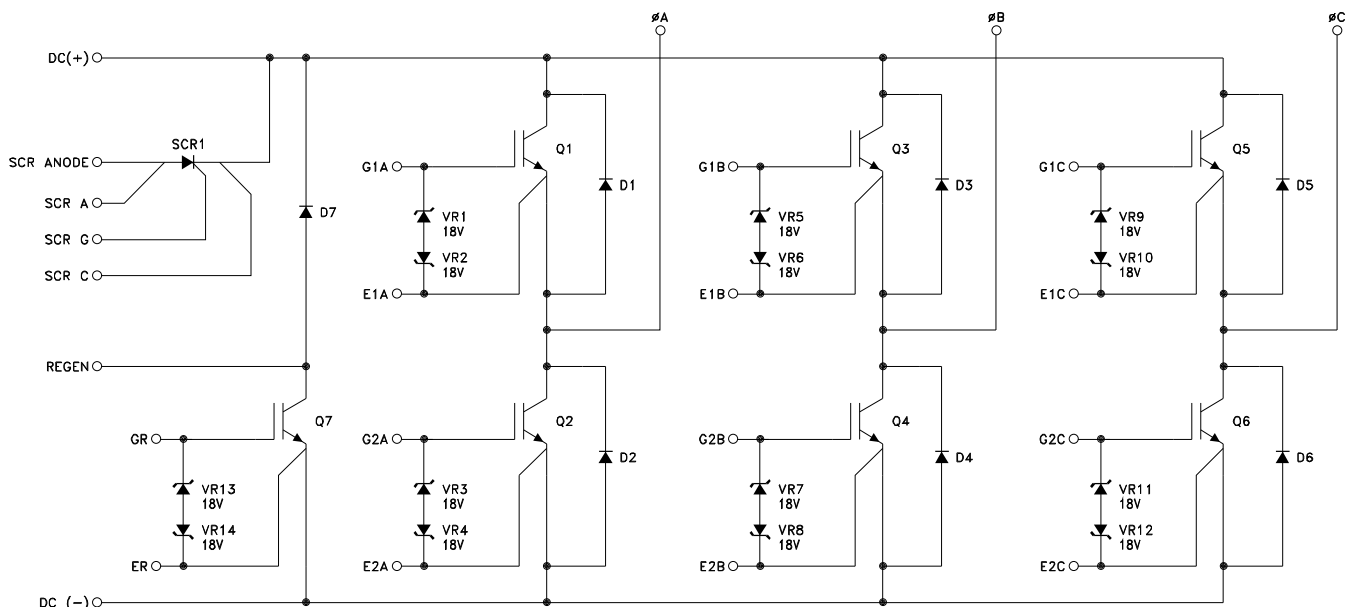 øA
øB
øC
DC(+)
SCR1
SCR ANODE
SCR A
SCR G
SCR C
D7
G1A
Q1
D1
VR1
18V
VR2
18V
E1A
G1B
Q3
D3
VR5
18V
VR6
18V
E1B
G1C
Q5
D5
VR9
18V
VR10
18V
E1C
REGEN
GR
Q7
VR13
18V
VR14
18V
ER
G2A
Q2
D2
VR3
18V
VR4
18V
E2A
G2B
Q4
D4
VR7
18V
VR8
18V
E2B
G2C
Q6
D6
VR11
18V
VR12
18V
E2C
DC (-)